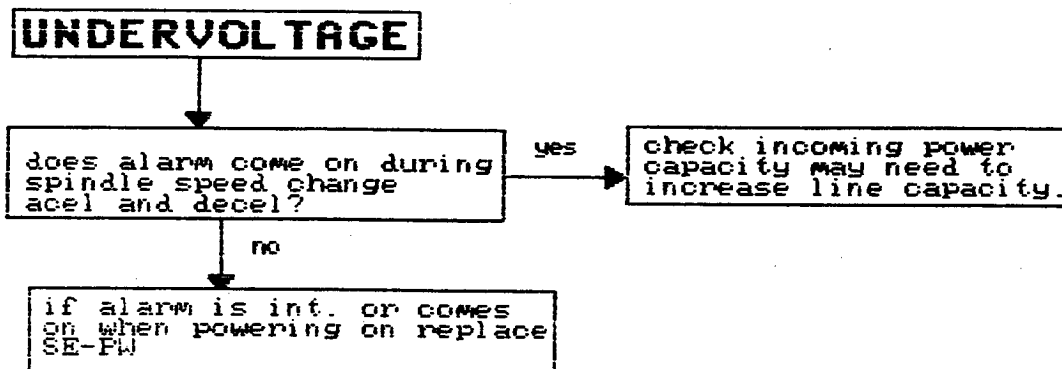 UNDERVOLTAGE
does alarm come on during
spindle speed change
acel and decel?
yes
check incoming power
capacity may need to
increase line capacity.
no
if alarm is int. or comes
on when powering on replace
SE-PW